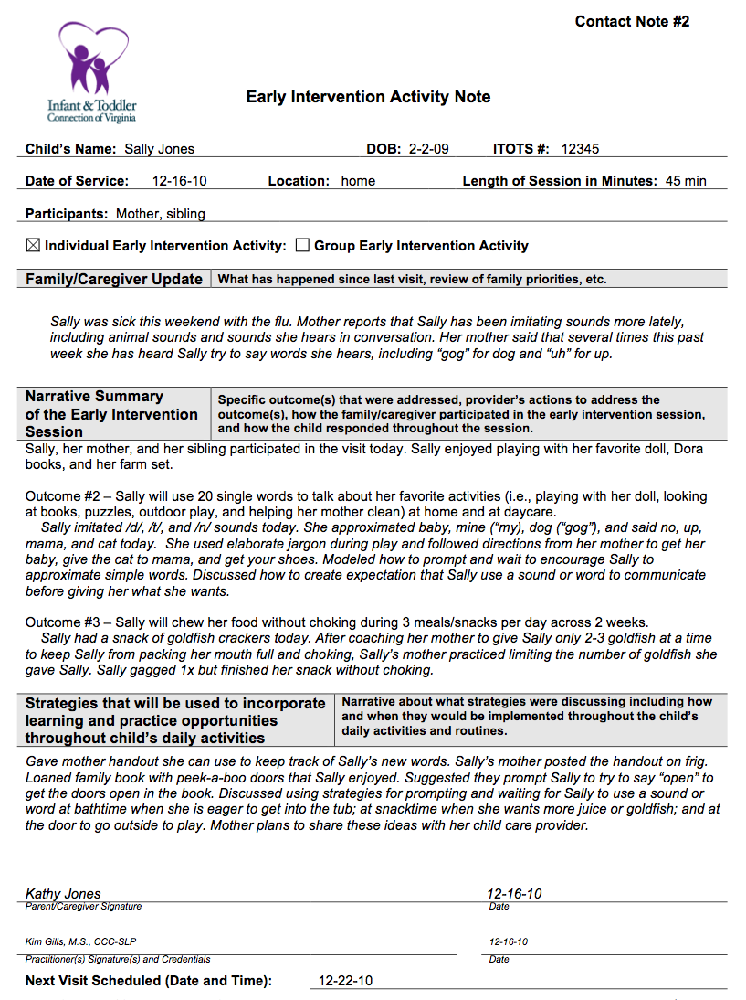 Contact Note #2
Infant & Toddler
Connection of Virginia
Early Intervention Activity Note
Child's Name: Sally Jones DOB: 2-2-09 ITOTS #: 12345
Date of Service: 12-16-10 Location: home Length of Session in Minutes: 45 min
Participants: Mother, sibling
☒ Individual Early Intervention Activity: ☐ Group Early Intervention Activity
Family/Caregiver Update What has happened since last visit, review of family priorities, etc.
Sally was sick this weekend with the flu. Mother reports that Sally has been imitating sounds more lately,
including animal sounds and sounds she hears in conversation. Her mother said that several times this past
week she has heard Sally try to say words she hears, including "gog" for dog and "uh" for up.
Narrative Summary
of the Early Intervention
Session
Specific outcome(s) that were addressed, provider's actions to address the
outcome(s), how the family/caregiver participated in the early intervention session,
and how the child responded throughout the session.
Sally, her mother, and her sibling participated in the visit today. Sally enjoyed playing with her favorite doll, Dora
books, and her farm set.
Outcome #2 – Sally will use 20 single words to talk about her favorite activities (i.e., playing with her doll, looking
at books, puzzles, outdoor play, and helping her mother clean) at home and at daycare.
Sally imitated /d/, /t/, and /n/ sounds today. She approximated baby, mine ("my), dog ("gog"), and said no, up,
mama, and cat today. She used elaborate jargon during play and followed directions from her mother to get her
baby, give the cat to mama, and get your shoes. Modeled how to prompt and wait to encourage Sally to
approximate simple words. Discussed how to create expectation that Sally use a sound or word to communicate
before giving her what she wants.
Outcome #3 – Sally will chew her food without choking during 3 meals/snacks per day across 2 weeks.
Sally had a snack of goldfish crackers today. After coaching her mother to give Sally only 2-3 goldfish at a time
to keep Sally from packing her mouth full and choking, Sally's mother practiced limiting the number of goldfish she
gave Sally. Sally gagged 1x but finished her snack without choking.
Strategies that will be used to incorporate
learning and practice opportunities
throughout child's daily activities
Narrative about what strategies were discussing including how
and when they would be implemented throughout the child's
daily activities and routines.
Gave mother handout she can use to keep track of Sally's new words. Sally's mother posted the handout on frig.
Loaned family book with peek-a-boo doors that Sally enjoyed. Suggested they prompt Sally to try to say "open" to
get the doors open in the book. Discussed using strategies for prompting and waiting for Sally to use a sound or
word at bathtime when she is eager to get into the tub; at snacktime when she wants more juice or goldfish; and at
the door to go outside to play. Mother plans to share these ideas with her child care provider.
Kathy Jones 12-16-10
Parent/Caregiver Signature Date
Kim Gills, M.S., CCC-SLP 12-16-10
Practitioner(s) Signature(s) and Credentials Date
Next Visit Scheduled (Date and Time): 12-22-10